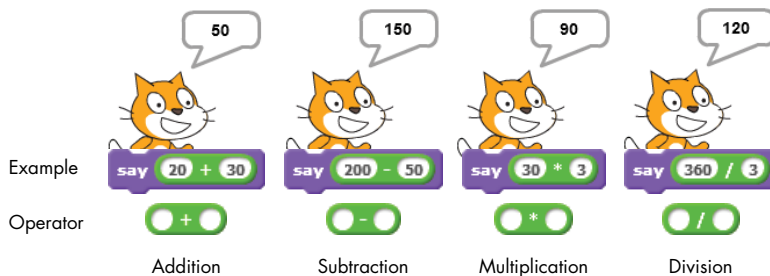 50 150 90 120
Example say 20 + 30 say 200 - 50 say 30 * 3 say 360 / 3
Operator + - * /
Addition Subtraction Multiplication Division